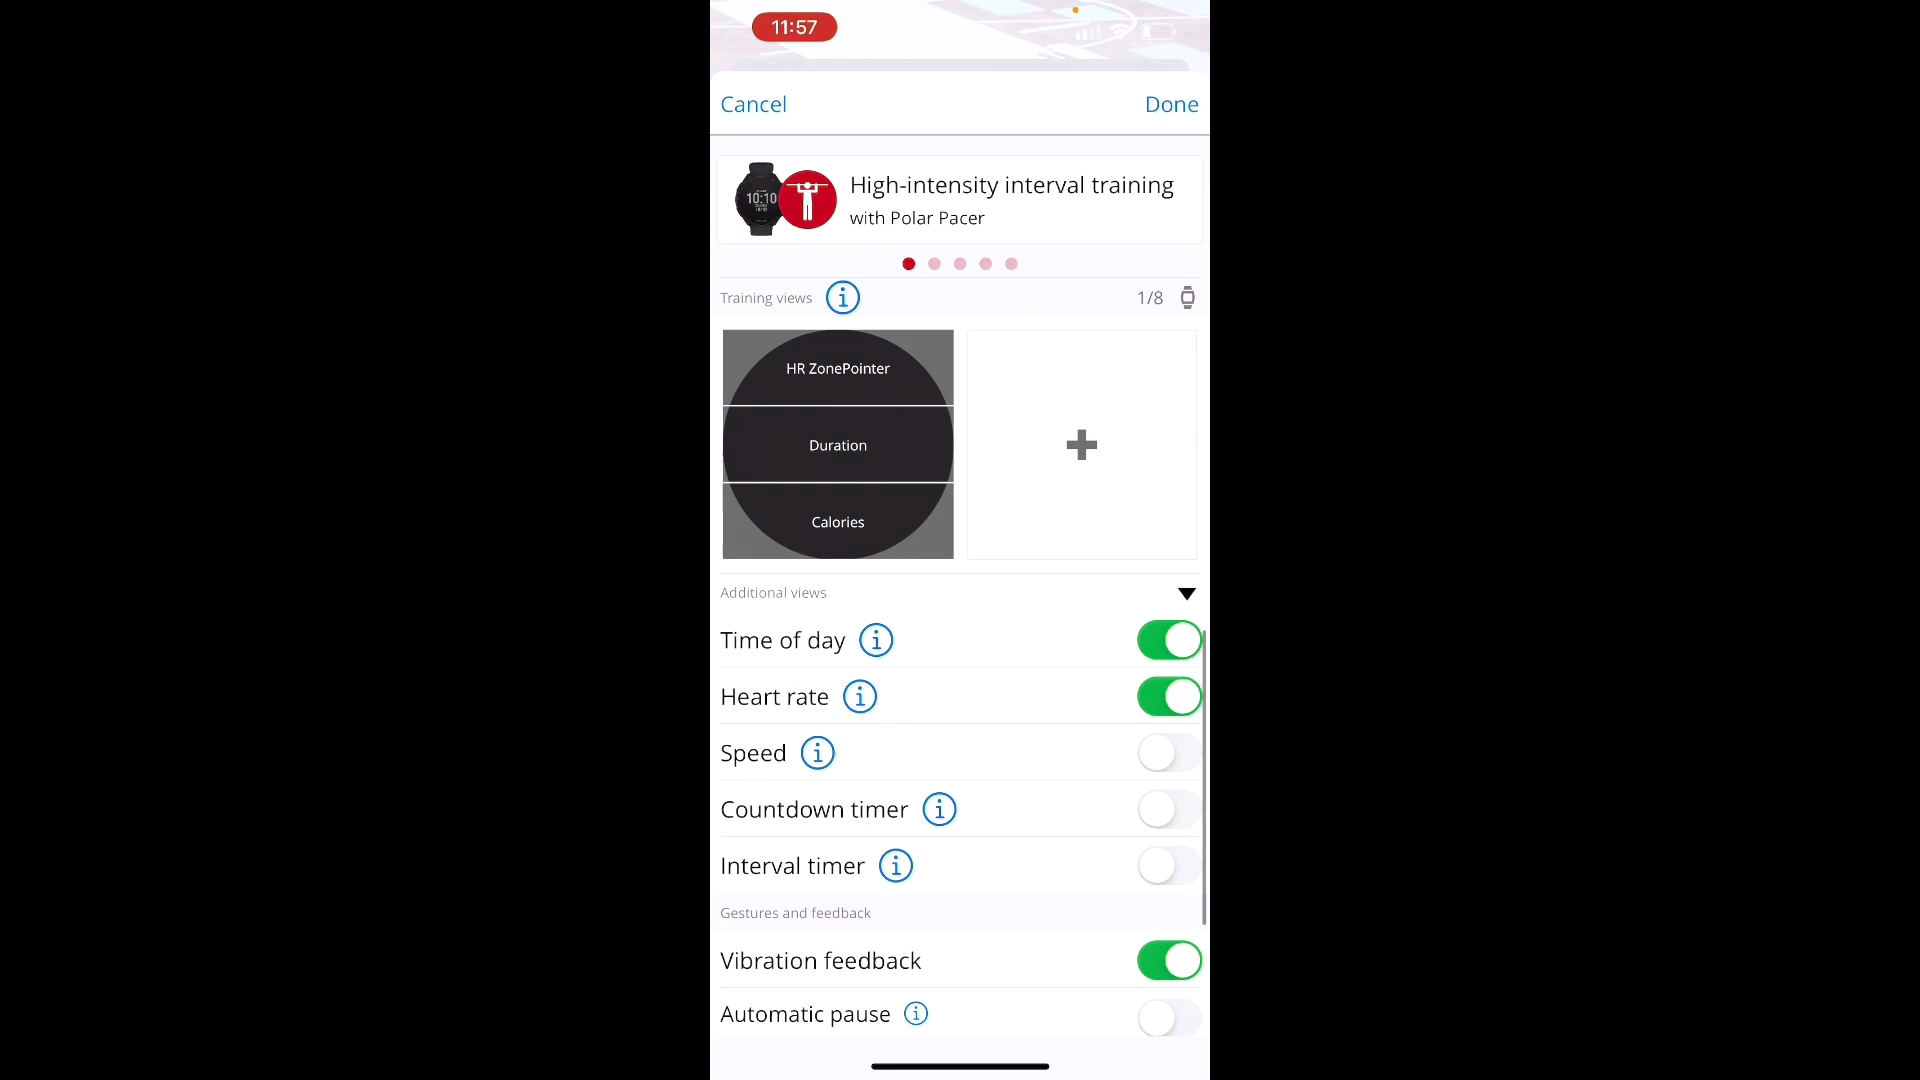 11:57
Cancel
Done
10:10
High-intensity interval training
with Polar Pacer
Training views
1/8
HR ZonePointer
Duration
Calories
Additional views
Time of day
Heart rate
Speed
Countdown timer
Interval timer
Gestures and feedback
Vibration feedback
Automatic pause